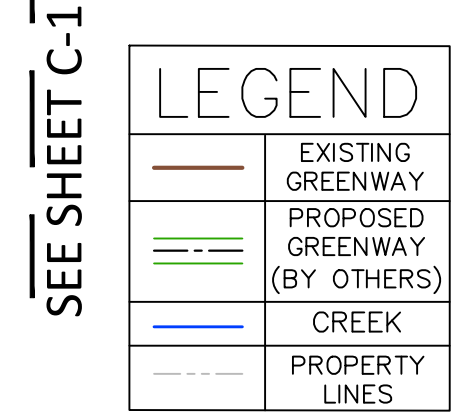 SEE SHEET C-1
LEGEND
EXISTING
GREENWAY
PROPOSED
GREENWAY
(BY OTHERS)
CREEK
PROPERTY
LINES